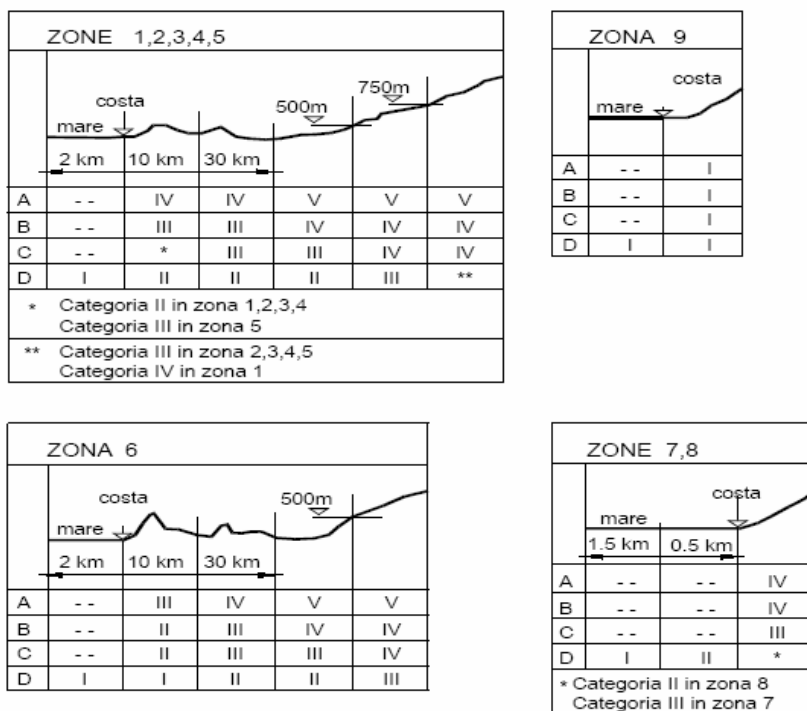 ZONE 1,2,3,4,5
costa
mare
500m
750m
2 km 10 km 30 km
A -- IV IV V V V
B -- III III IV IV IV
C -- * III III IV IV
D I II II II III **
* Categoria II in zona 1,2,3,4
Categoria III in zona 5
** Categoria III in zona 2,3,4,5
Categoria IV in zona 1
ZONA 9
costa
mare
A -- I
B -- I
C -- I
D I I
ZONA 6
costa
mare
500m
2 km 10 km 30 km
A -- III IV V V
B -- II III IV IV
C -- II III III IV
D I I II II III
ZONE 7,8
costa
mare
1.5 km 0.5 km
A -- -- IV
B -- -- IV
C -- -- III
D I II *
* Categoria II in zona 8
Categoria III in zona 7